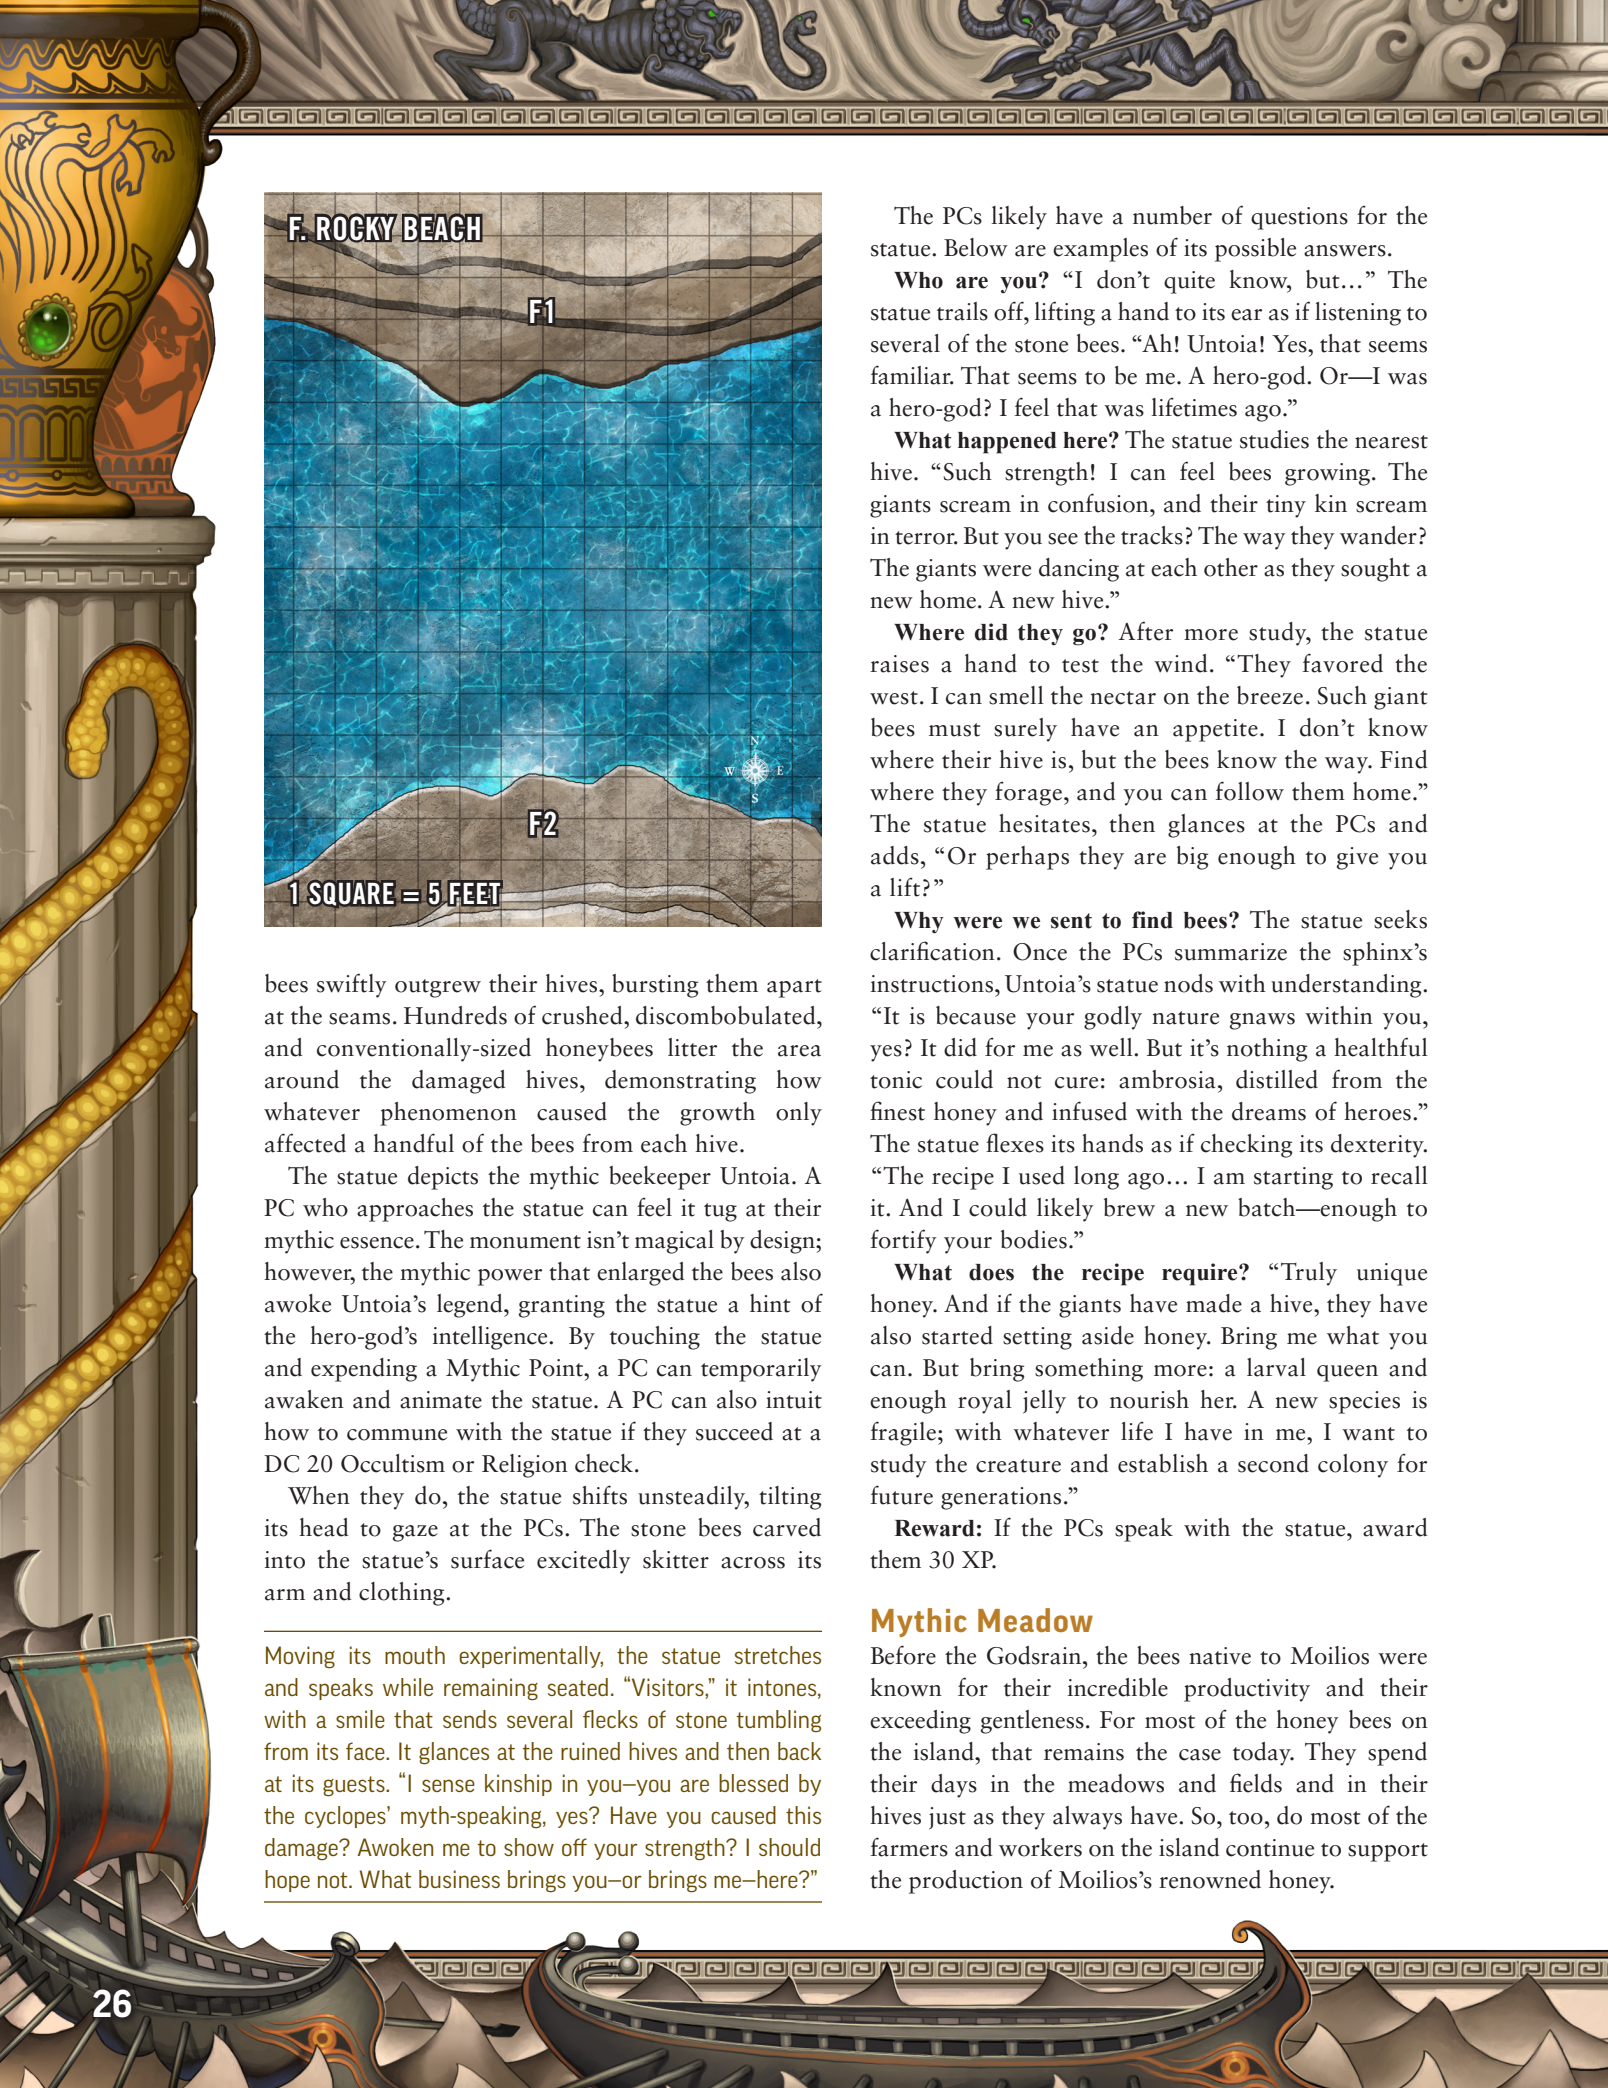 F. ROCKY BEACH
F1
N
W E
S
F2
1 SQUARE = 5 FEET
bees swiftly outgrew their hives, bursting them apart
at the seams. Hundreds of crushed, discombobulated,
and conventionally-sized honeybees litter the area
around the damaged hives, demonstrating how
whatever phenomenon caused the growth only
affected a handful of the bees from each hive.
The statue depicts the mythic beekeeper Untoia. A
PC who approaches the statue can feel it tug at their
mythic essence. The monument isn’t magical by design;
however, the mythic power that enlarged the bees also
awoke Untoia’s legend, granting the statue a hint of
the hero-god’s intelligence. By touching the statue
and expending a Mythic Point, a PC can temporarily
awaken and animate the statue. A PC can also intuit
how to commune with the statue if they succeed at a
DC 20 Occultism or Religion check.
When they do, the statue shifts unsteadily, tilting
its head to gaze at the PCs. The stone bees carved
into the statue’s surface excitedly skitter across its
arm and clothing.
Moving its mouth experimentally, the statue stretches
and speaks while remaining seated. “Visitors,” it intones,
with a smile that sends several flecks of stone tumbling
from its face. It glances at the ruined hives and then back
at its guests. “I sense kinship in you—you are blessed by
the cyclopes’ myth-speaking, yes? Have you caused this
damage? Awoken me to show off your strength? I should
hope not. What business brings you—or brings me—here?”
The PCs likely have a number of questions for the
statue. Below are examples of its possible answers.
Who are you? “I don’t quite know, but…” The
statue trails off, lifting a hand to its ear as if listening to
several of the stone bees. “Ah! Untoia! Yes, that seems
familiar. That seems to be me. A hero-god. Or—I was
a hero-god? I feel that was lifetimes ago.”
What happened here? The statue studies the nearest
hive. “Such strength! I can feel bees growing. The
giants scream in confusion, and their tiny kin scream
in terror. But you see the tracks? The way they wander?
The giants were dancing at each other as they sought a
new home. A new hive.”
Where did they go? After more study, the statue
raises a hand to test the wind. “They favored the
west. I can smell the nectar on the breeze. Such giant
bees must surely have an appetite. I don’t know
where their hive is, but the bees know the way. Find
where they forage, and you can follow them home.”
The statue hesitates, then glances at the PCs and
adds, “Or perhaps they are big enough to give you
a lift?”
Why were we sent to find bees? The statue seeks
clarification. Once the PCs summarize the sphinx’s
instructions, Untoia’s statue nods with understanding.
“It is because your godly nature gnaws within you,
yes? It did for me as well. But it’s nothing a healthful
tonic could not cure: ambrosia, distilled from the
finest honey and infused with the dreams of heroes.”
The statue flexes its hands as if checking its dexterity.
“The recipe I used long ago… I am starting to recall
it. And I could likely brew a new batch—enough to
fortify your bodies.”
What does the recipe require? “Truly unique
honey. And if the giants have made a hive, they have
also started setting aside honey. Bring me what you
can. But bring something more: a larval queen and
enough royal jelly to nourish her. A new species is
fragile; with whatever life I have in me, I want to
study the creature and establish a second colony for
future generations.”
Reward: If the PCs speak with the statue, award
them 30 XP.
Mythic Meadow
Before the Godsrain, the bees native to Moilios were
known for their incredible productivity and their
exceeding gentleness. For most of the honey bees on
the island, that remains the case today. They spend
their days in the meadows and fields and in their
hives just as they always have. So, too, do most of the
farmers and workers on the island continue to support
the production of Moilios’s renowned honey.
26